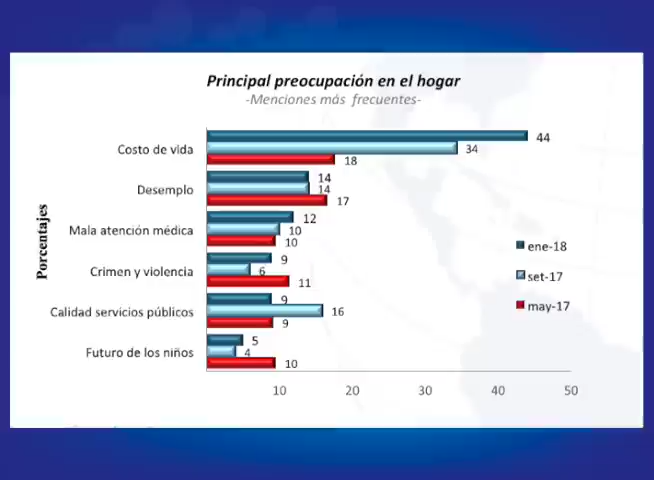 Principal preocupación en el hogar
-Menciones más frecuentes-
Porcentajes
Costo de vida
44
34
18
Desemplo
14
14
17
Mala atención médica
12
10
10
Crimen y violencia
9
6
11
Calidad servicios públicos
9
16
9
Futuro de los niños
5
4
10
ene-18
set-17
may-17
10 20 30 40 50